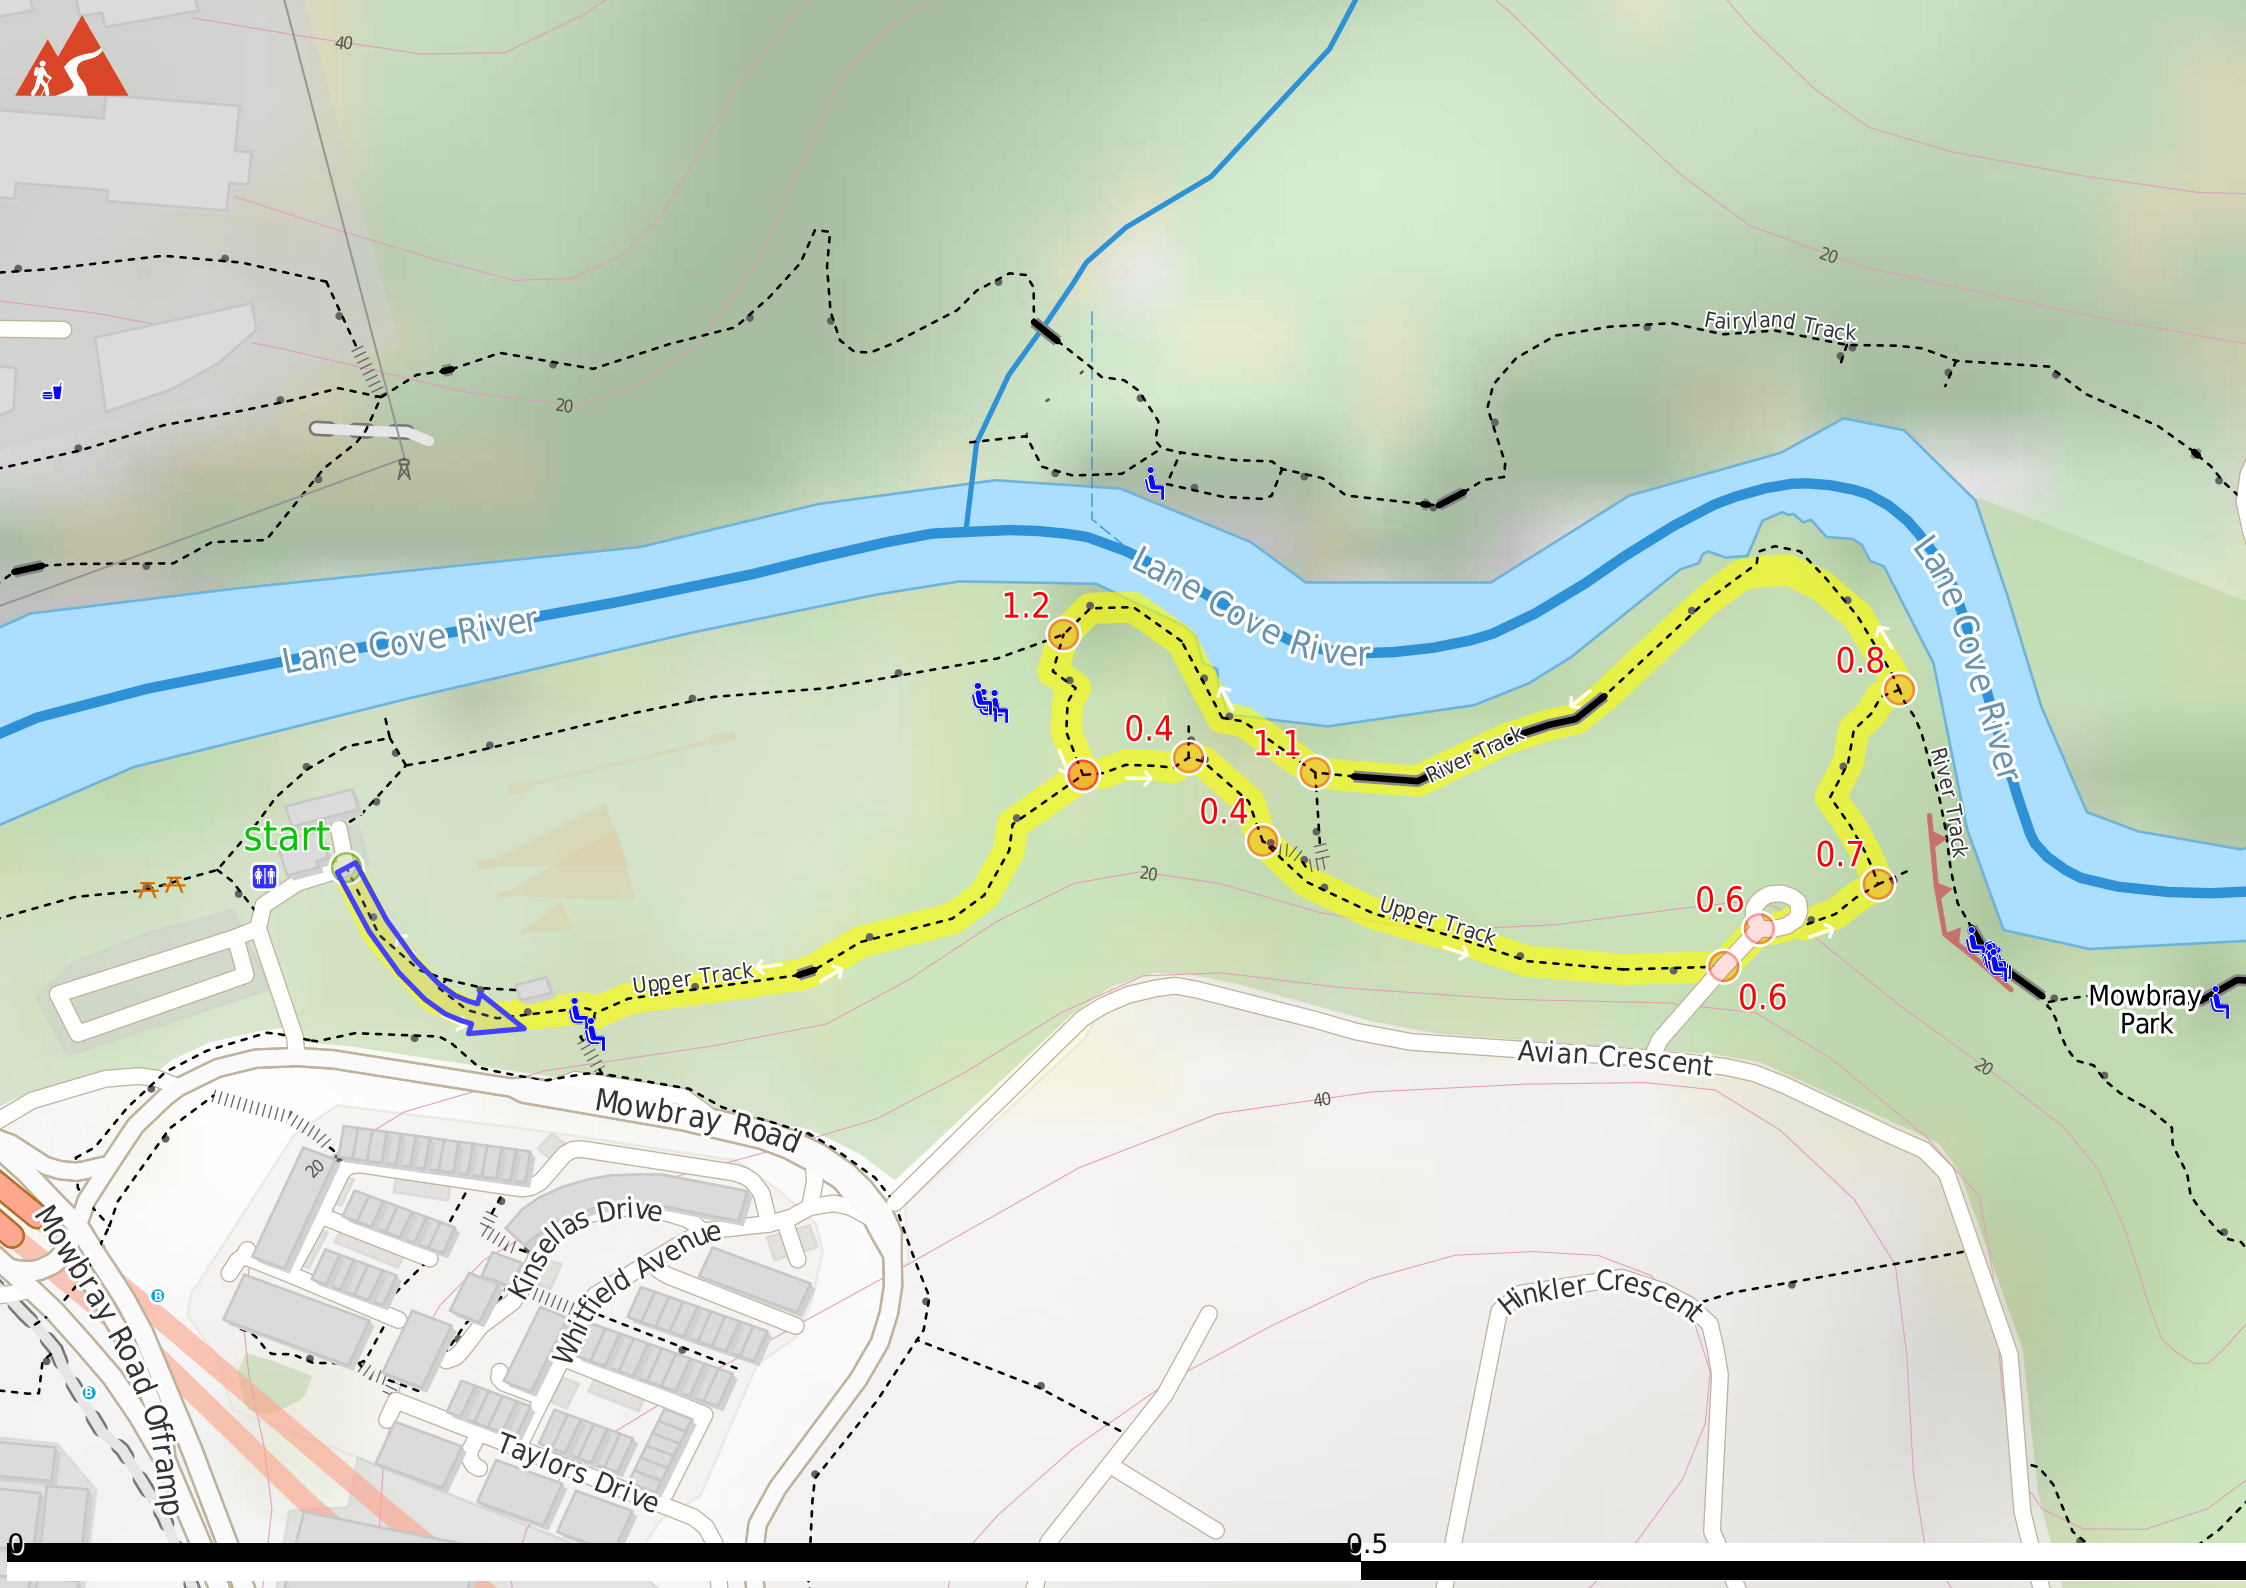 40
20
Fairyland Track
20
Lane Cove River
Lane Cove River
Lane Cove River
1.2
0.4
1.1
0.8
River Track
River Track
start
0.4
0.7
20
0.6
Upper Track
Upper Track
0.6
Mowbray
Park
Avian Crescent
20
Mowbray Road
40
20
Kinsellas Drive
Whitfield Avenue
Hinkler Crescent
Mowbray Road Offramp
B
B
Taylors Drive
0
0.5